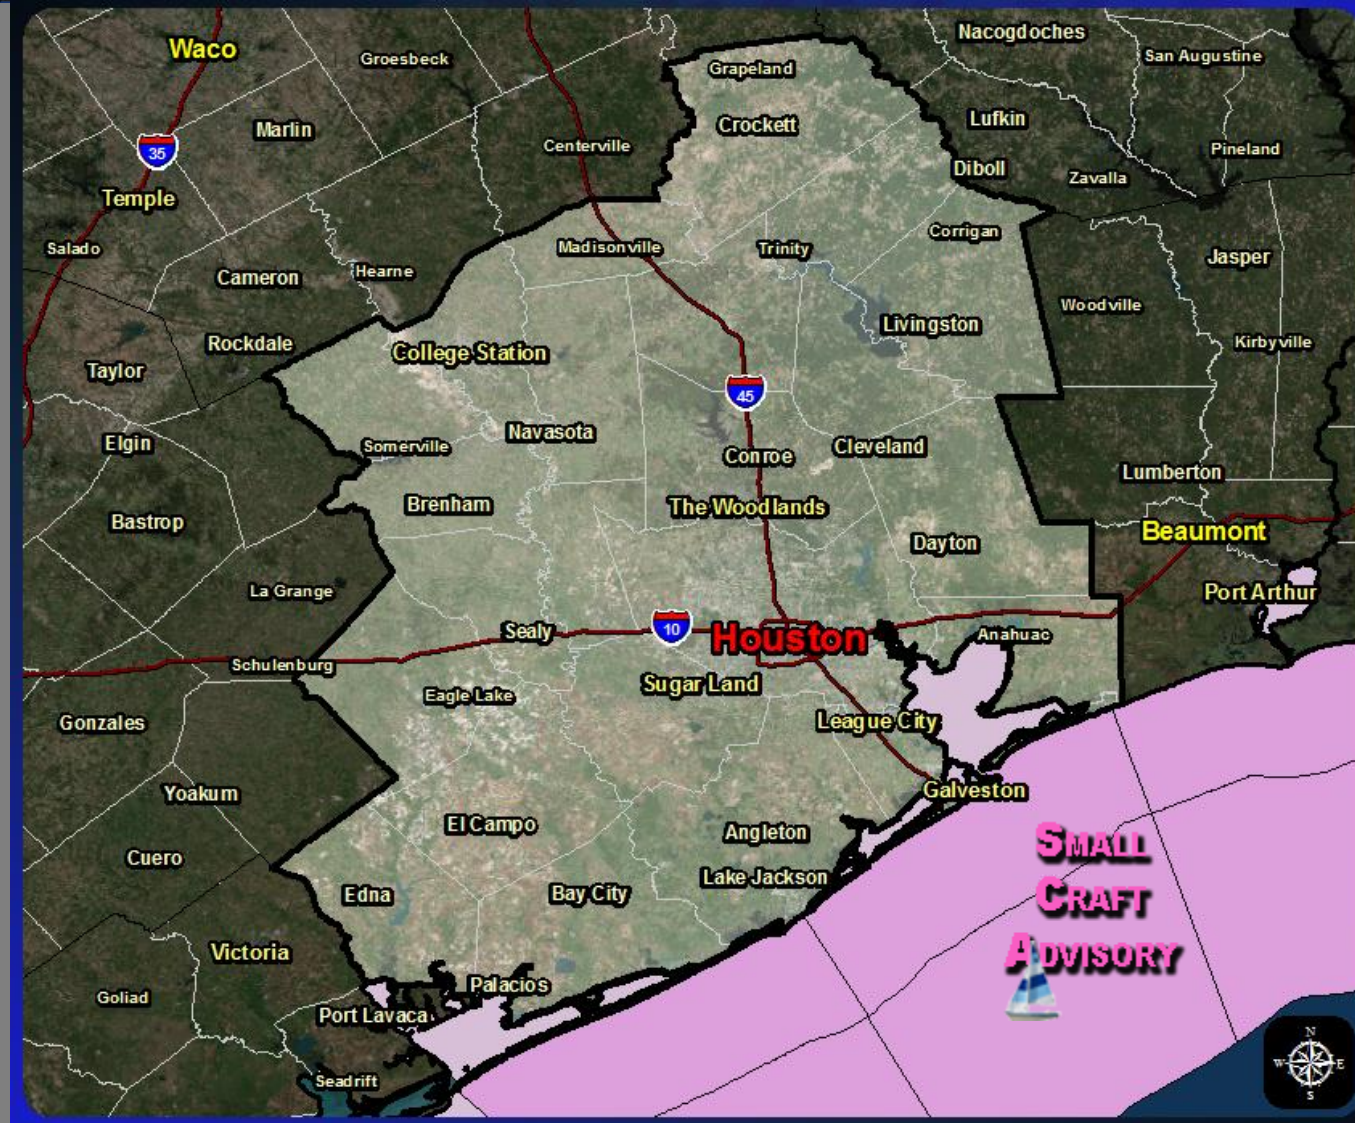 Nacogdoches
Waco
San Augustine
Groesbeck
Grapeland
Lufkin
Crockett
Marlin
Centerville
Pineland
35
Diboll
Zavalla
Temple
Corrigan
Salado
Madisonville
Trinity
Jasper
Hearne
Cameron
Woodville
Livingston
Rockdale
Kirbyville
College Station
Taylor
45
Navasota
Elgin
Somerville
Conroe
Cleveland
Lumberton
Brenham
The Woodlands
Bastrop
Beaumont
Dayton
La Grange
Port Arthur
Sealy
10
Houston
Anahuac
Schulenburg
Sugar Land
Eagle Lake
Gonzales
League City
Galveston
Yoakum
El Campo
Angleton
SMALL
Cuero
Lake Jackson
Edna
Bay City
CRAFT
Victoria
ADVISORY
Palacios
Goliad
Port Lavaca
N
W
E
S
Seadrift